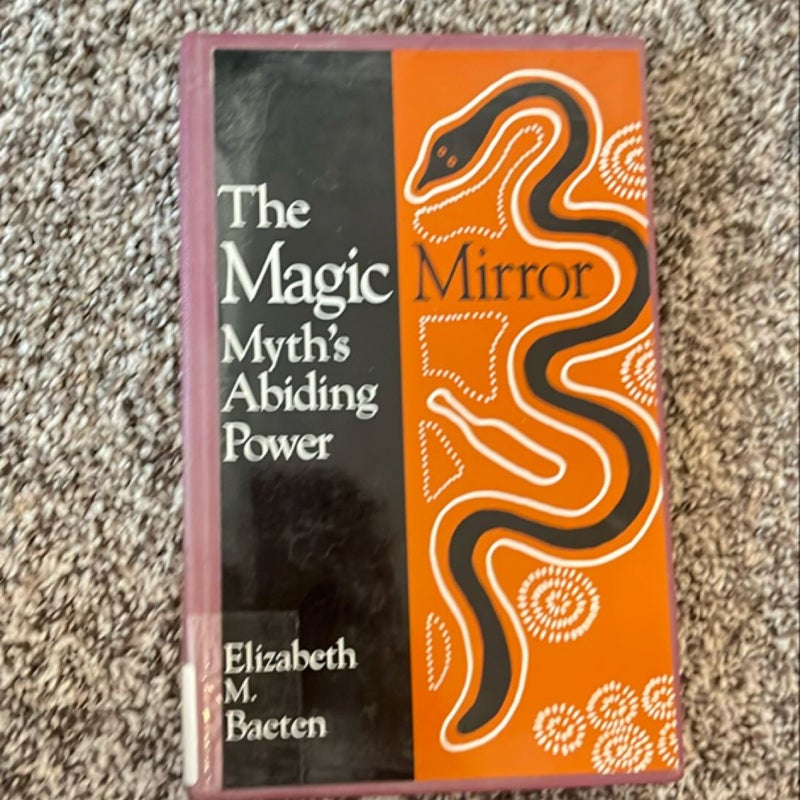 The
Magic Mirror
Myth's
Abiding
Power
Elizabeth
M.
Baeten